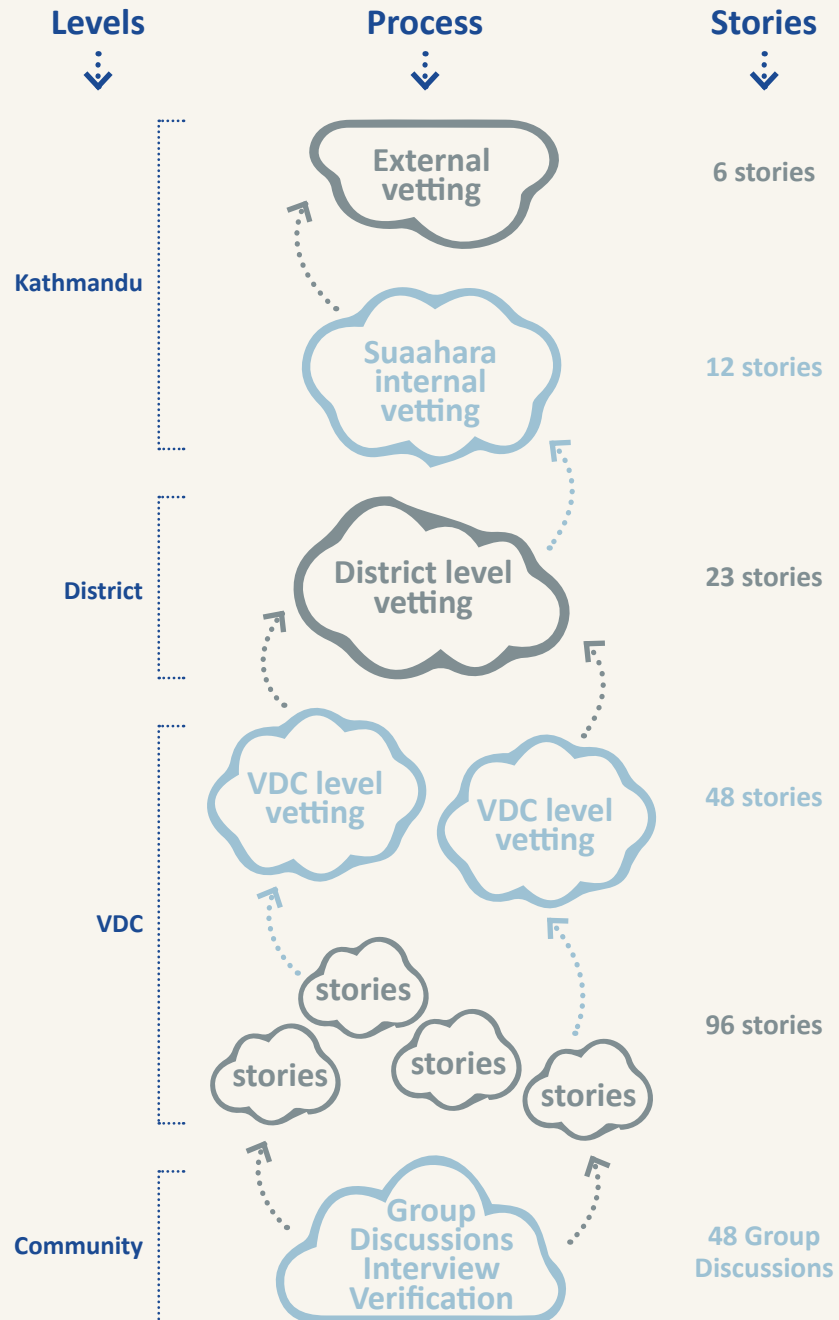 Levels
Process
Stories
External
vetting
6 stories
Kathmandu
Suaahara
internal
vetting
12 stories
District level
vetting
23 stories
District
VDC level
vetting
VDC level
vetting
48 stories
VDC
stories
stories
stories
stories
96 stories
Community
Group
Discussions
Interview
Verification
48 Group
Discussions